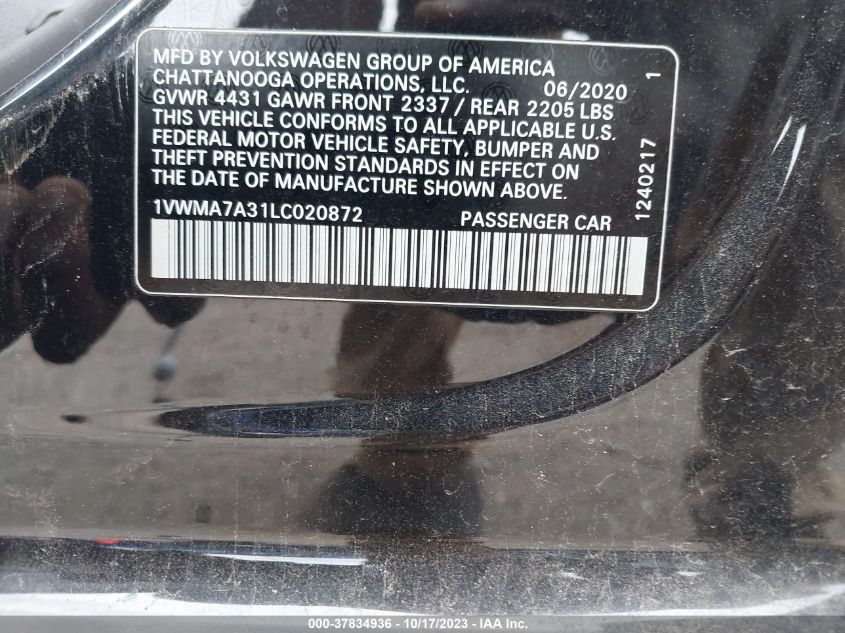 MFD BY VOLKSWAGEN GROUP OF AMERICA
CHATTANOOGA OPERATIONS, LLC. 06/2020 1
GVWR 4431 GAWR FRONT 2337 / REAR 2205 LBS
THIS VEHICLE CONFORMS TO ALL APPLICABLE U.S.
FEDERAL MOTOR VEHICLE SAFETY, BUMPER AND
THEFT PREVENTION STANDARDS IN EFFECT ON
THE DATE OF MANUFACTURE SHOWN ABOVE.
1240217
1VWMA7A31LC020872 PASSENGER CAR
000-37834936 - 10/17/2023 - IAA, Inc.